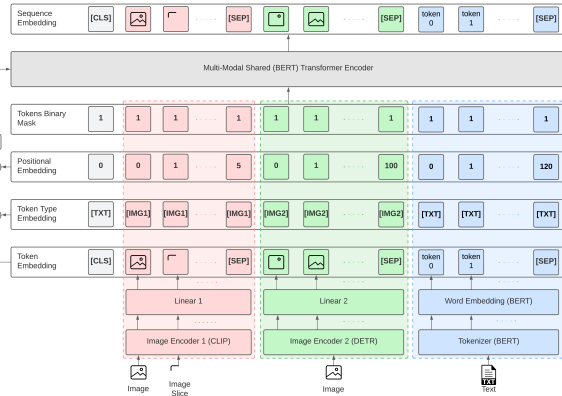 Sequence
Embedding
[CLS] [SEP] [SEP] token
0 token
1 [SEP]
Multi-Modal Shared (BERT) Transformer Encoder
Tokens Binary
Mask
1 1 1 1 1 1 1 1 1 1
Positional
Embedding
0 0 1 5 0 1 100 0 1 120
Token Type
Embedding
[TXT] [IMG1] [IMG1] [IMG1] [IMG2] [IMG2] [IMG2] [TXT] [TXT] [TXT]
Token
Embedding
[CLS] [SEP] [SEP] token
0 token
1 [SEP]
Linear 1 Linear 2 Word Embedding (BERT)
Image Encoder 1 (CLIP) Image Encoder 2 (DETR) Tokenizer (BERT)
TXT
Image Image
Slice Image Text